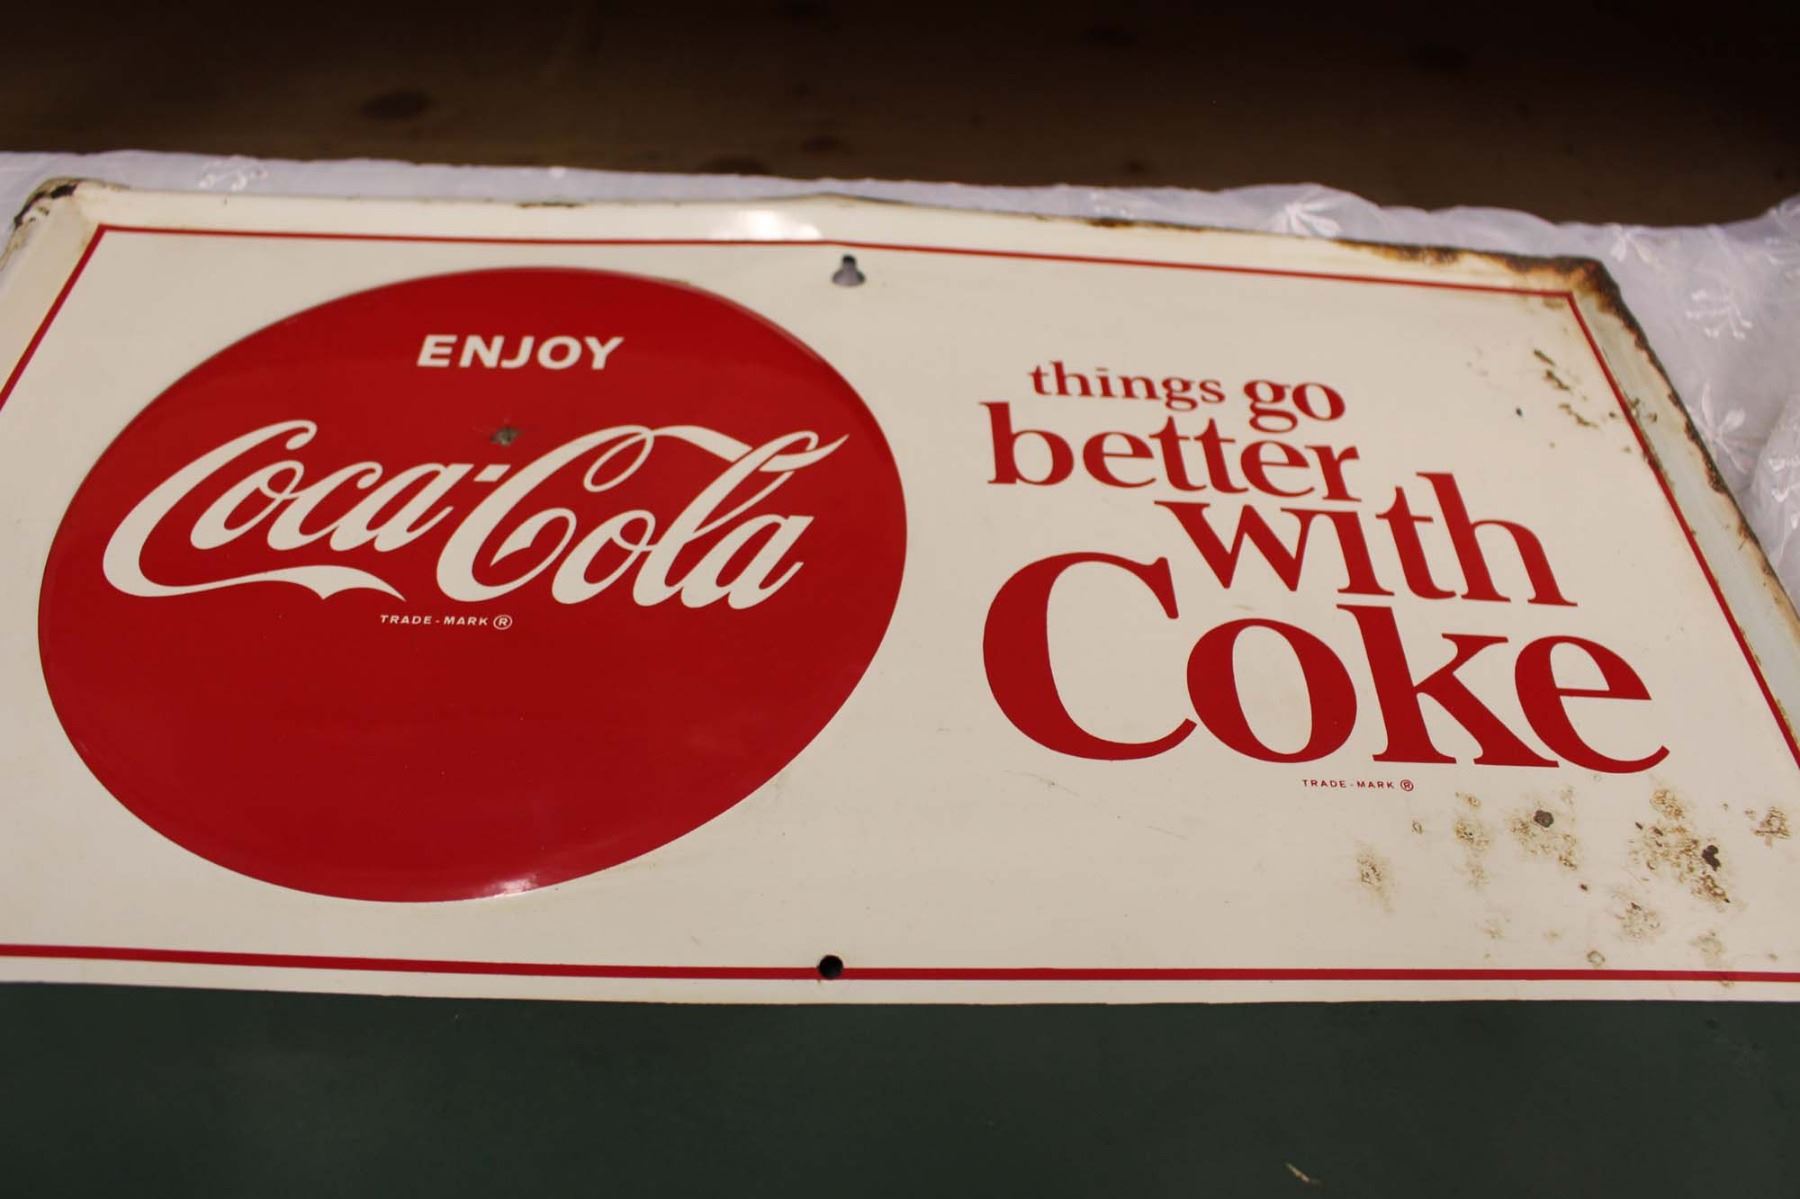 ENJOY
Coca-Cola
TRADE-MARK ®
things go
better
with
Coke
TRADE-MARK ®